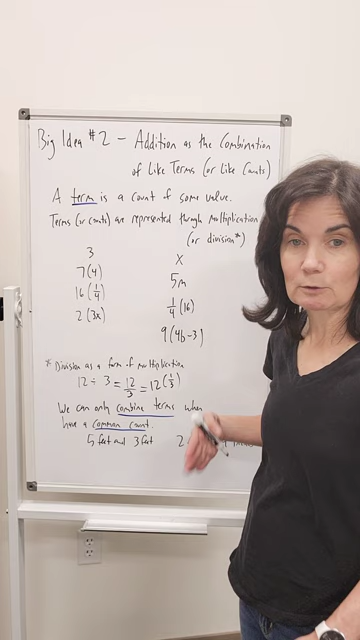 Big Idea #2 - Addition as the Combination
of Like Terms (or Like Counts)
A term is a count of some value.
Terms (or counts) are represented through multiplication
(or division*)
3
x
7(4)
5m
16(1/4)
1/4(16)
2(3x)
9(4b-3)
* Division as a form of multiplication
12 ÷ 3 = 12/3 = 12(1/3)
We can only combine terms when
have a common count.
5 feet and 3 feet 2